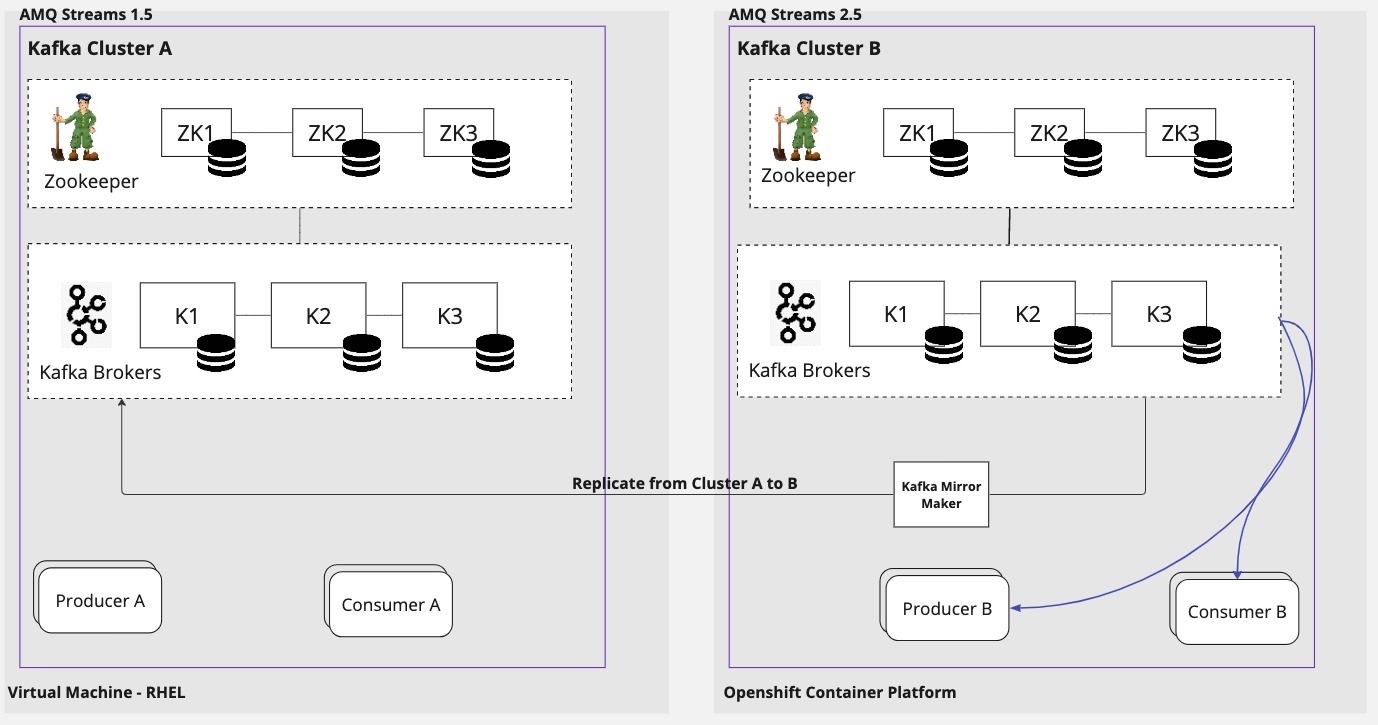 AMQ Streams 1.5
Kafka Cluster A
ZK1
ZK2
ZK3
Zookeeper
K1
K2
K3
Kafka Brokers
Producer A
Consumer A
Virtual Machine - RHEL
Replicate from Cluster A to B
AMQ Streams 2.5
Kafka Cluster B
ZK1
ZK2
ZK3
Zookeeper
K1
K2
K3
Kafka Brokers
Kafka Mirror
Maker
Producer B
Consumer B
Openshift Container Platform